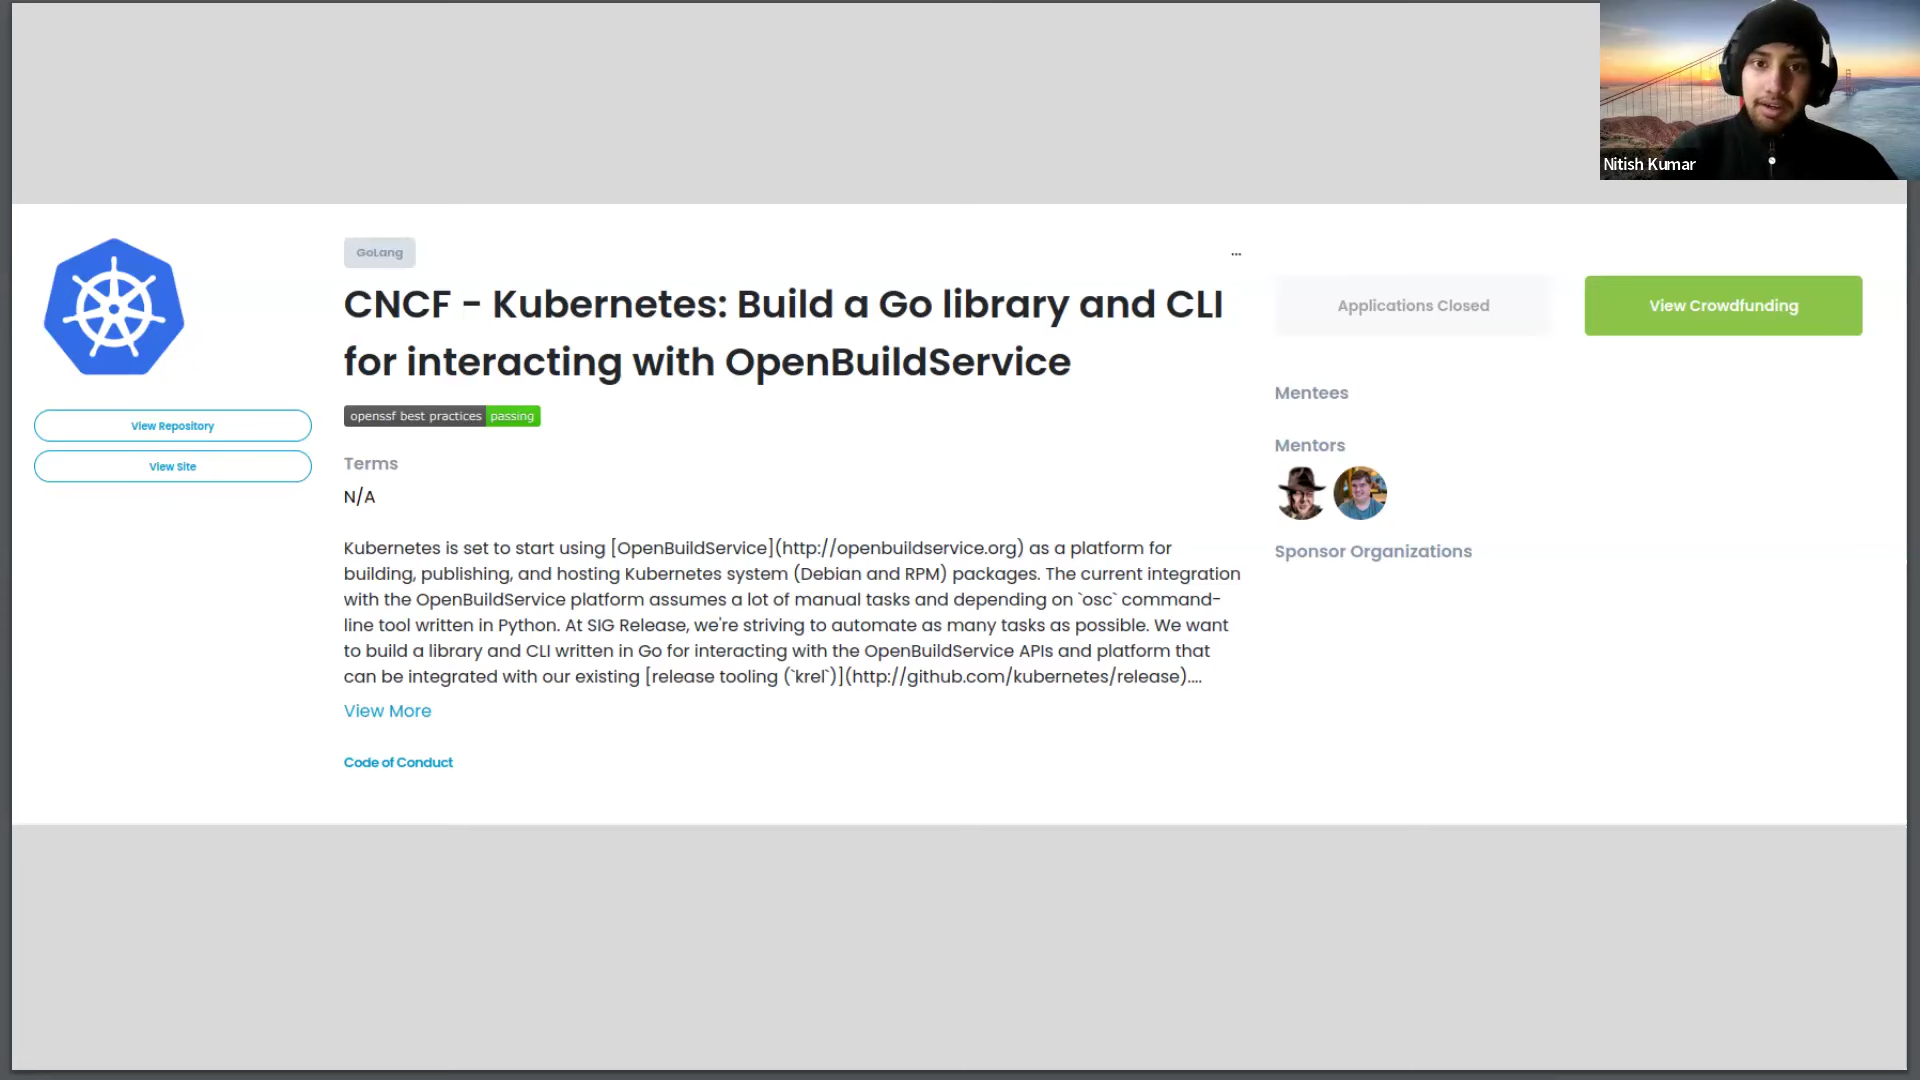 Nitish Kumar
GoLang
...
CNCF - Kubernetes: Build a Go library and CLI
for interacting with OpenBuildService
openssf best practices passing
Terms
N/A
Kubernetes is set to start using [OpenBuildService](http://openbuildservice.org) as a platform for
building, publishing, and hosting Kubernetes system (Debian and RPM) packages. The current integration
with the OpenBuildService platform assumes a lot of manual tasks and depending on `osc` command-
line tool written in Python. At SIG Release, we're striving to automate as many tasks as possible. We want
to build a library and CLI written in Go for interacting with the OpenBuildService APIs and platform that
can be integrated with our existing [release tooling (`krel`)](http://github.com/kubernetes/release)....
View More
Code of Conduct
View Repository
View Site
Applications Closed
View Crowdfunding
Mentees
Mentors
Sponsor Organizations